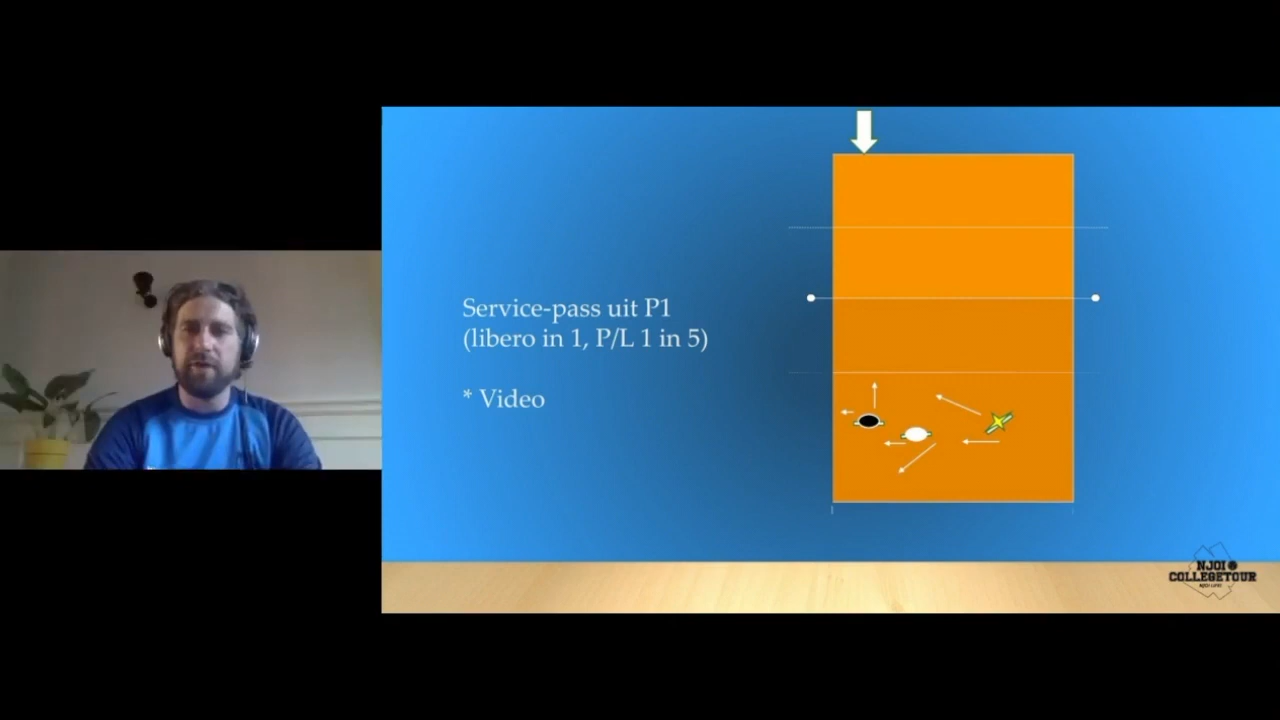 Service-pass uit P1
(libero in 1, P/L 1 in 5)
* Video
NJOI
COLLEGETOUR